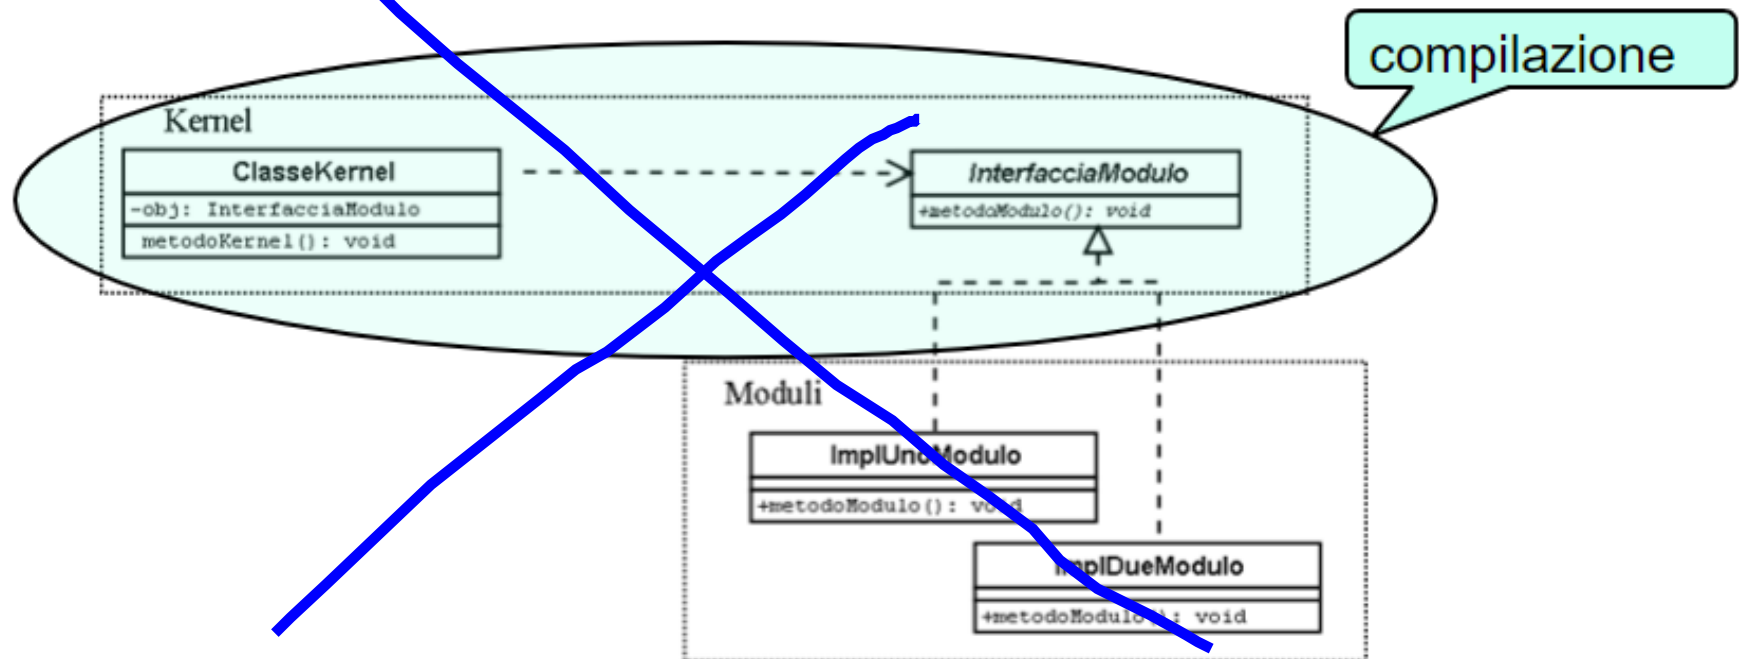 compilazione
Kernel
ClasseKernel
-obj: InterfacciaModulo
metodoKernel(): void
InterfacciaModulo
+metodoModulo(): void
Moduli
ImplUnoModulo
+metodoModulo(): void
ImplDueModulo
+metodoModulo(): void